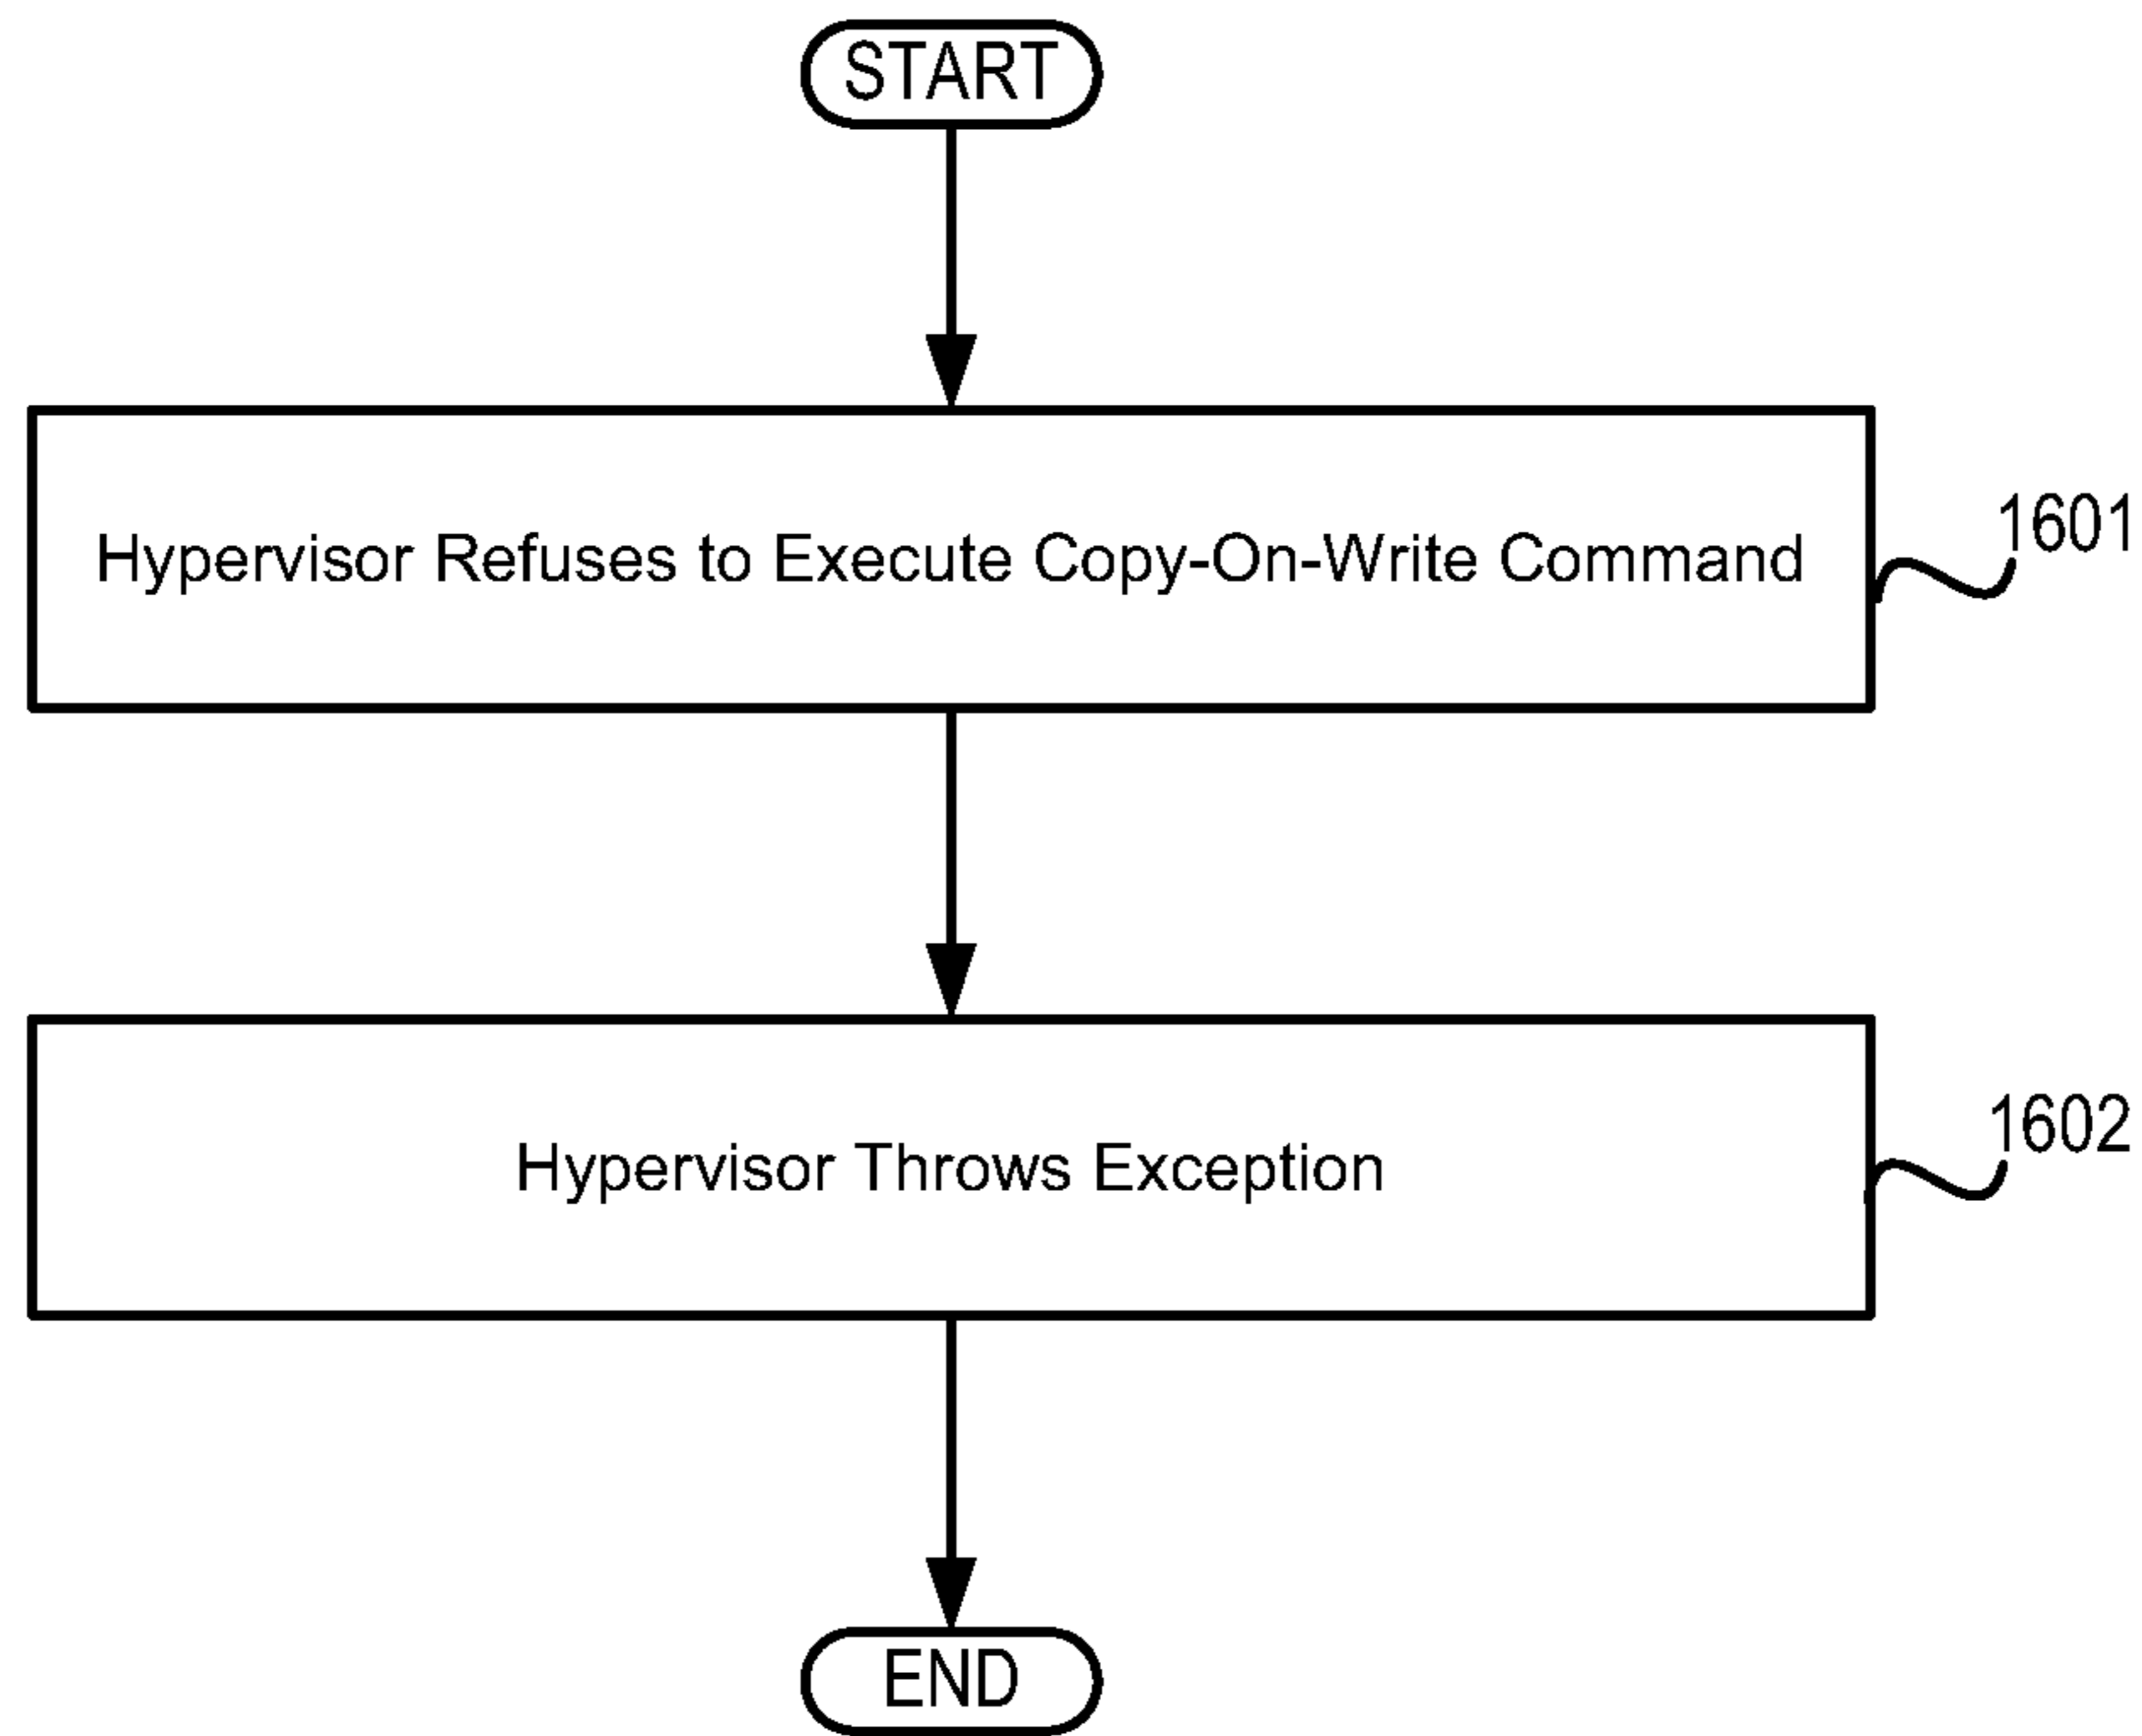 START
Hypervisor Refuses to Execute Copy-On-Write Command
1601
Hypervisor Throws Exception
1602
END